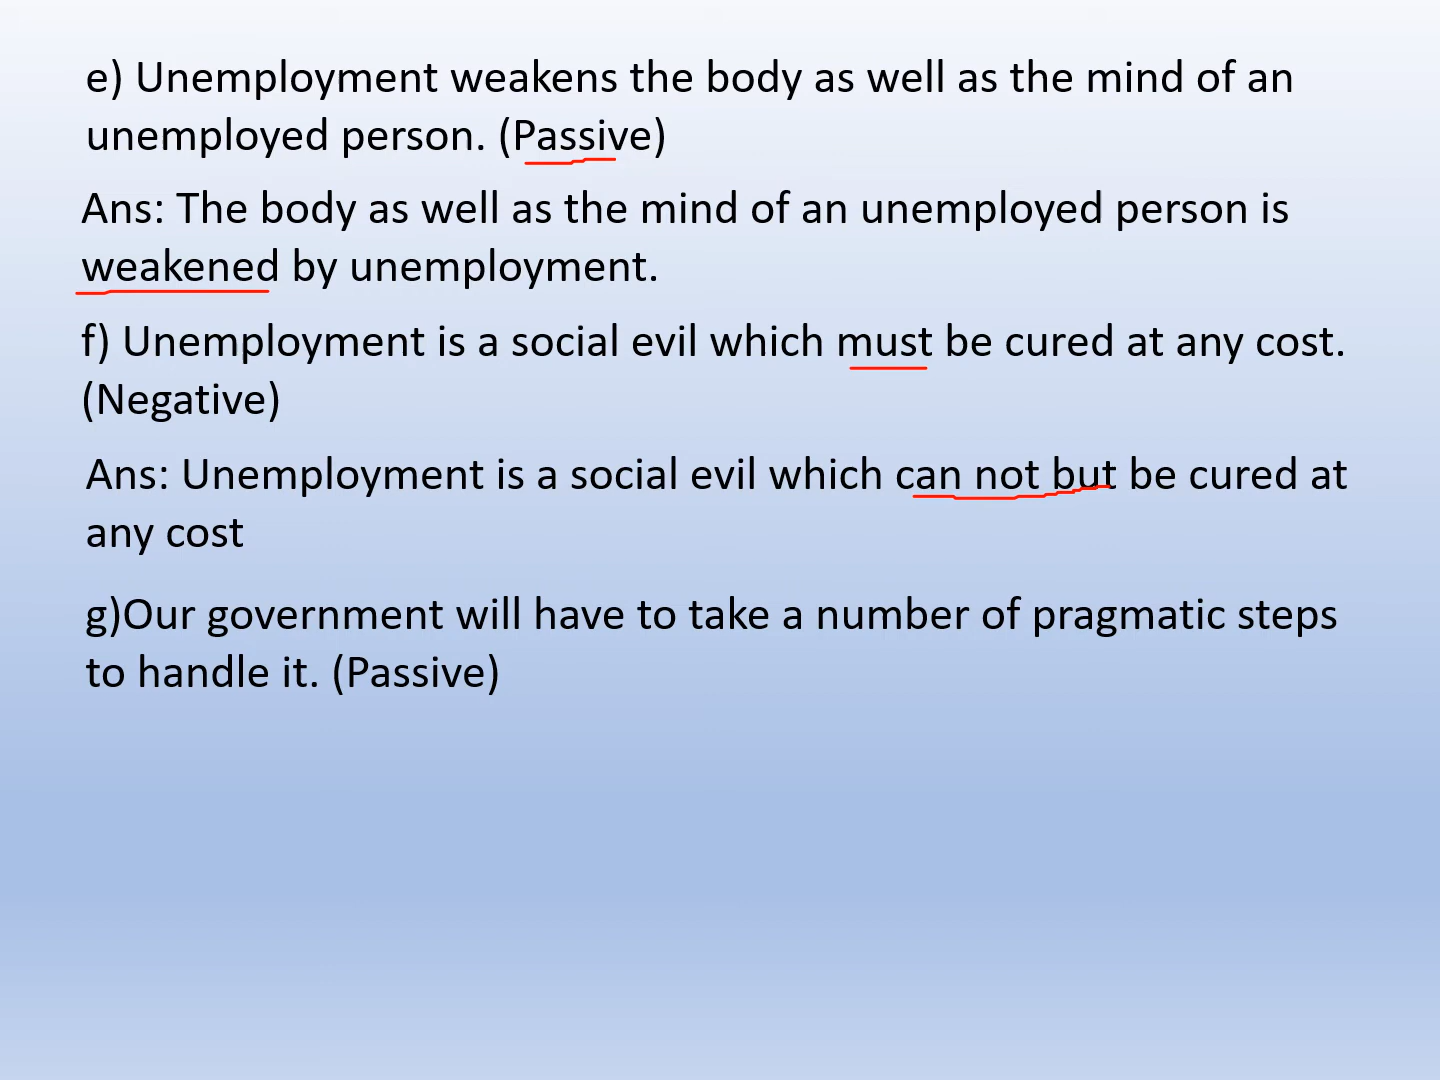 e) Unemployment weakens the body as well as the mind of an
unemployed person. (Passive)
Ans: The body as well as the mind of an unemployed person is
weakened by unemployment.
f) Unemployment is a social evil which must be cured at any cost.
(Negative)
Ans: Unemployment is a social evil which can not but be cured at
any cost
g)Our government will have to take a number of pragmatic steps
to handle it. (Passive)